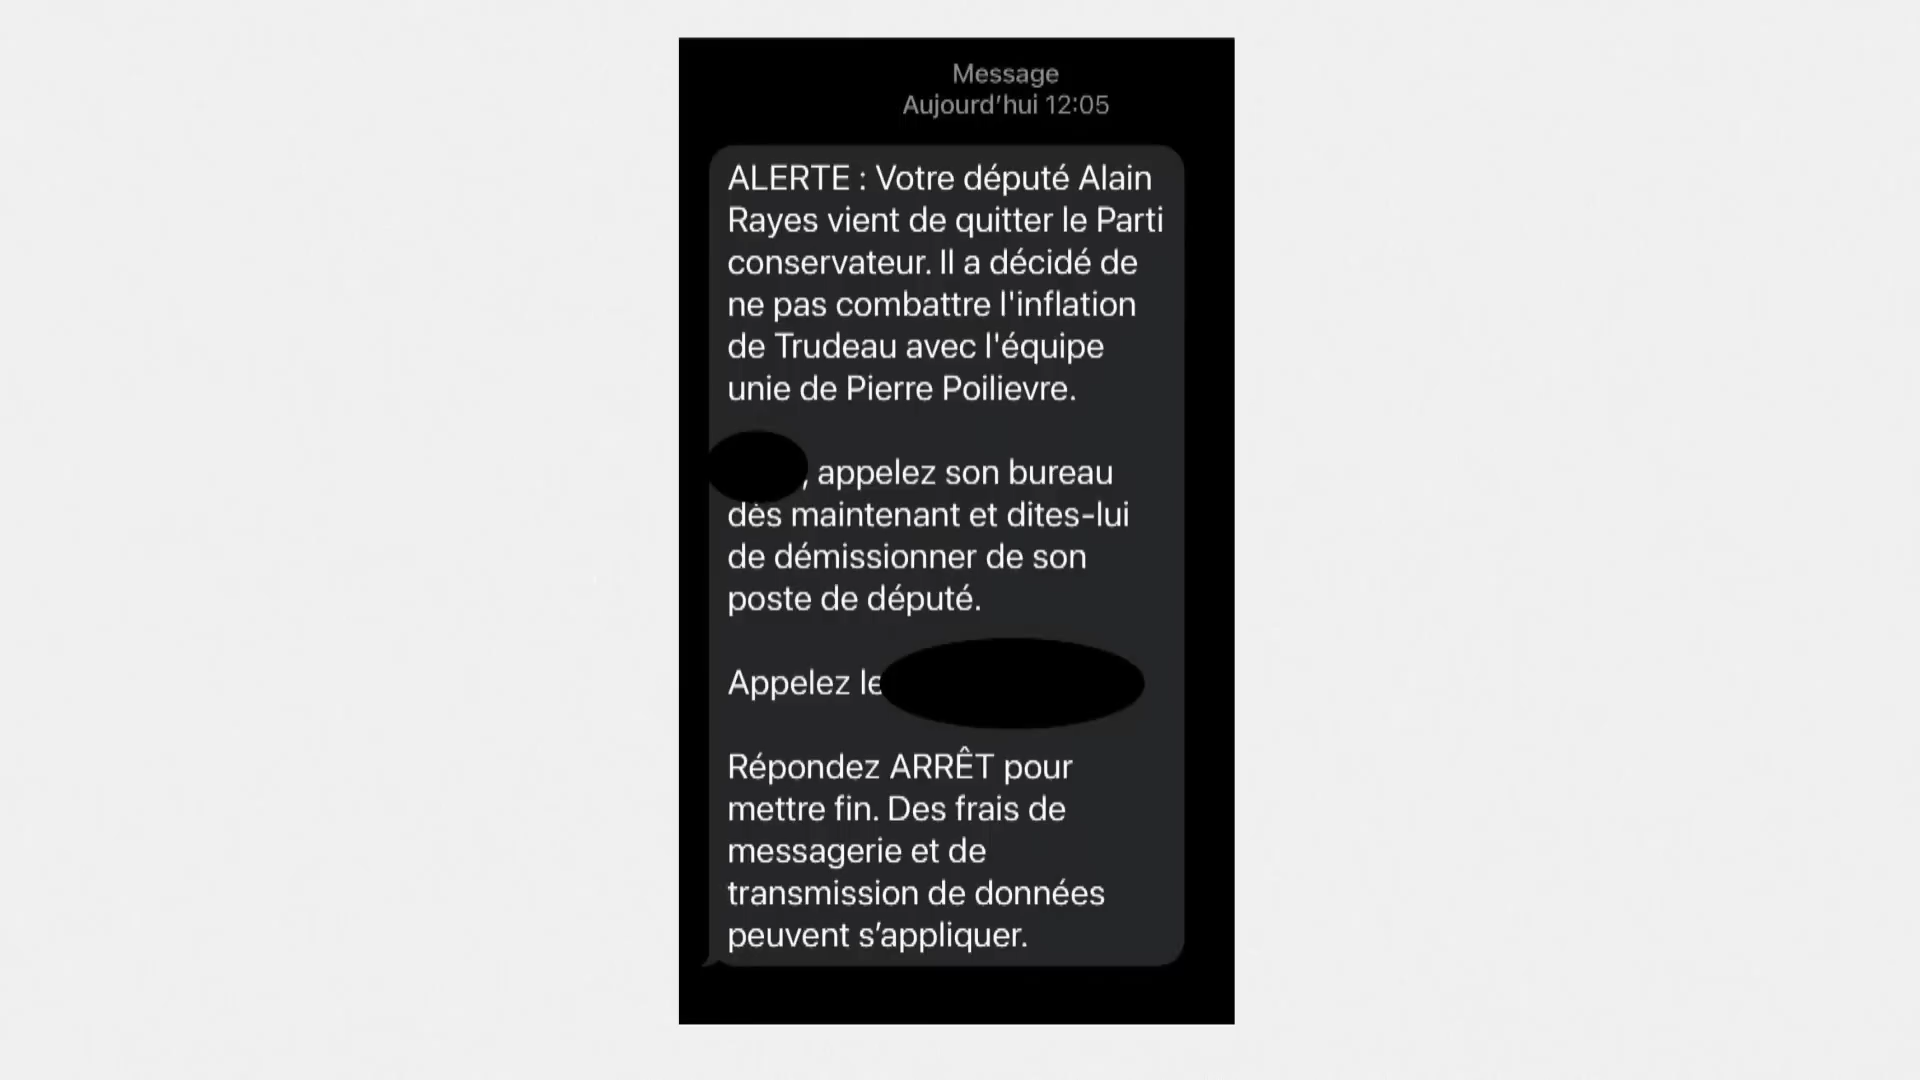 Message
Aujourd’hui 12:05
ALERTE : Votre député Alain
Rayes vient de quitter le Parti
conservateur. Il a décidé de
ne pas combattre l'inflation
de Trudeau avec l'équipe
unie de Pierre Poilievre.
, appelez son bureau
dès maintenant et dites-lui
de démissionner de son
poste de député.
Appelez le
Répondez ARRÊT pour
mettre fin. Des frais de
messagerie et de
transmission de données
peuvent s’appliquer.